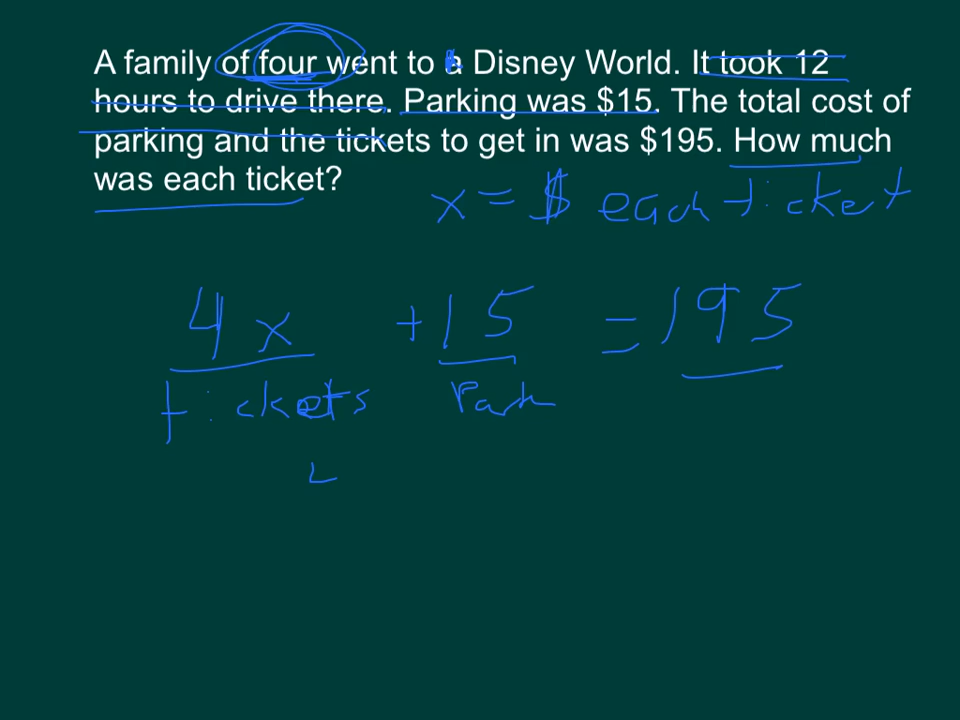 A family of four went to a Disney World. It took 12
hours to drive there. Parking was $15. The total cost of
parking and the tickets to get in was $195. How much
was each ticket?
x = $ each ticket
4x + 15 = 195
tickets Park